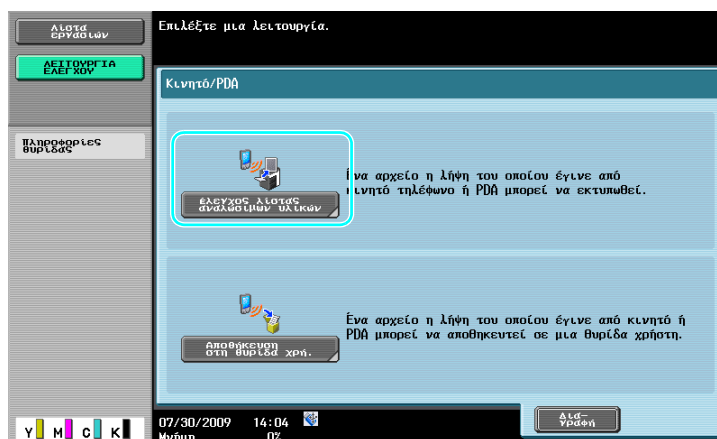 Λίστα
εργασιών
ΛΕΙΤΟΥΡΓΙΑ
ΕΛΕΓΧΟΥ
Πληροφορίες
θυρίδας
Επιλέξτε μια λειτουργία.
Κινητό/PDA
έλεγχος λίστας
αναλώσιμων υλικών
Ένα αρχείο η λήψη του οποίου έγινε από
κινητό τηλέφωνο ή PDA μπορεί να εκτυπωθεί.
Αποθήκευση
στη θυρίδα χρή.
Ένα αρχείο η λήψη του οποίου έγινε από κινητό ή
PDA μπορεί να αποθηκευτεί σε μια θυρίδα χρήστη.
Y M C K
07/30/2009 14:04
Μνήμη 0%
Δια-
γραφή